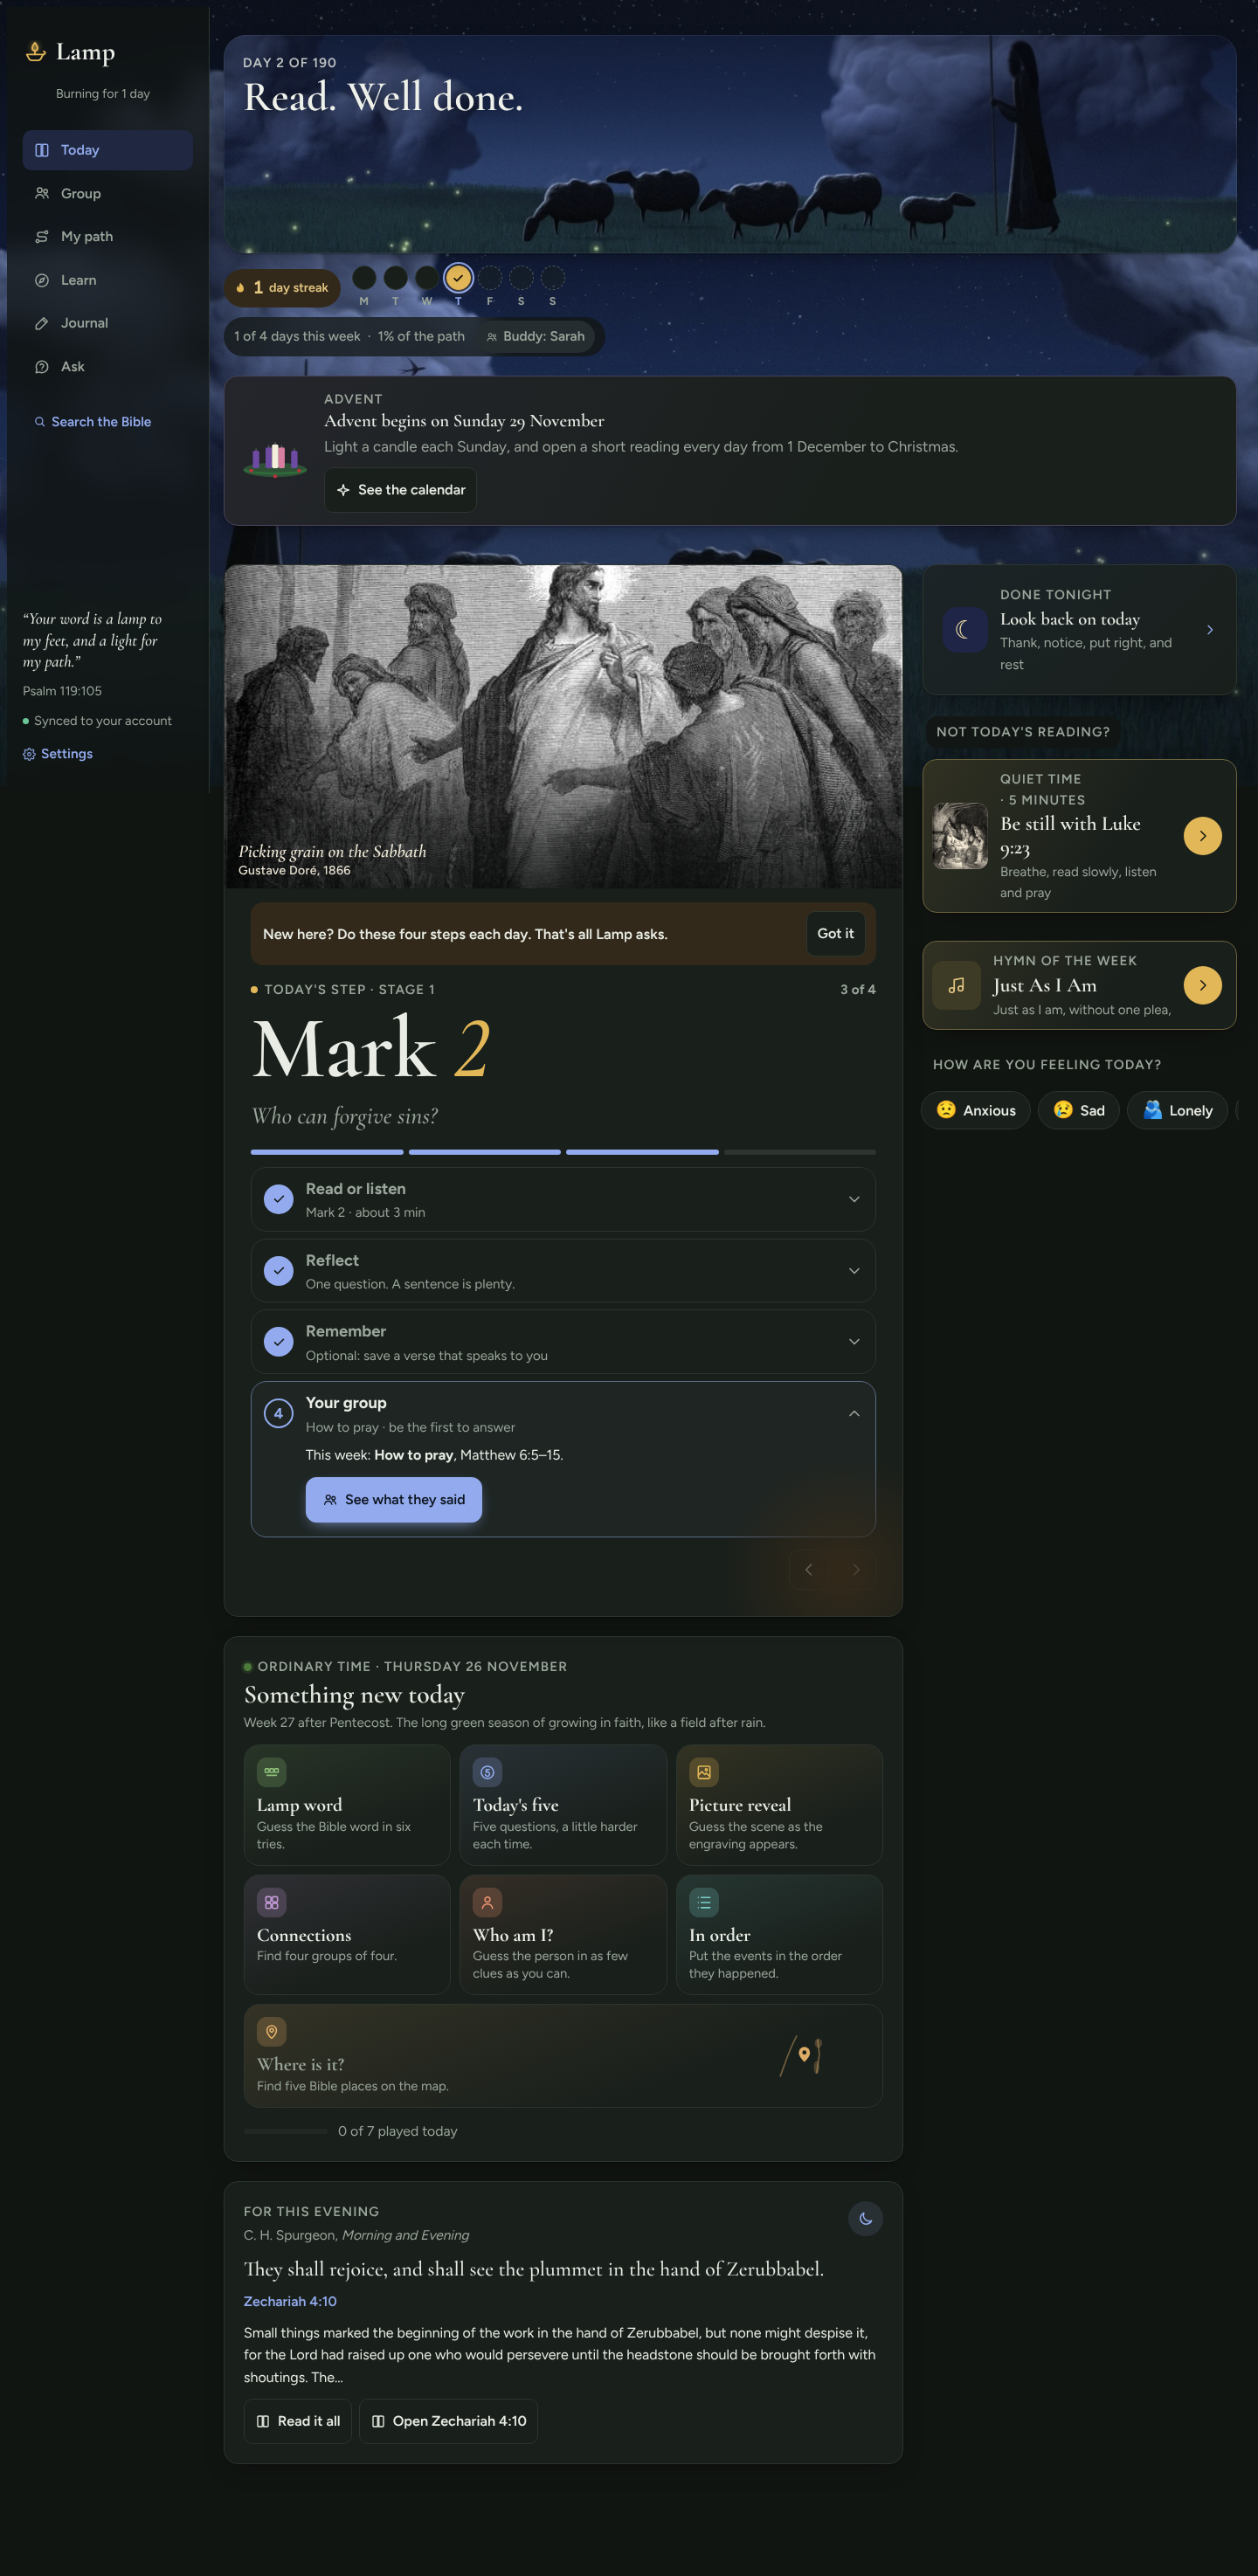 Lamp
Burning for 1 day
Today
Group
My path
Learn
Journal
Ask
Search the Bible
“Your word is a lamp to
my feet, and a light for
my path.”
Psalm 119:105
Synced to your account
Settings
DAY 2 OF 190
Read. Well done.
1 day streak
M T W T F S S
1 of 4 days this week · 1% of the path
Buddy: Sarah
ADVENT
Advent begins on Sunday 29 November
Light a candle each Sunday, and open a short reading every day from 1 December to Christmas.
See the calendar
Picking grain on the Sabbath
Gustave Doré, 1866
New here? Do these four steps each day. That's all Lamp asks.
Got it
TODAY'S STEP · STAGE 1
3 of 4
Mark 2
Who can forgive sins?
Read or listen
Mark 2 · about 3 min
Reflect
One question. A sentence is plenty.
Remember
Optional: save a verse that speaks to you
4
Your group
How to pray · be the first to answer
This week: How to pray, Matthew 6:5–15.
See what they said
DONE TONIGHT
Look back on today
Thank, notice, put right, and
rest
NOT TODAY'S READING?
QUIET TIME
· 5 MINUTES
Be still with Luke
9:23
Breathe, read slowly, listen
and pray
HYMN OF THE WEEK
Just As I Am
Just as I am, without one plea,
HOW ARE YOU FEELING TODAY?
Anxious
Sad
Lonely
ORDINARY TIME · THURSDAY 26 NOVEMBER
Something new today
Week 27 after Pentecost. The long green season of growing in faith, like a field after rain.
Lamp word
Guess the Bible word in six
tries.
5
Today's five
Five questions, a little harder
each time.
Picture reveal
Guess the scene as the
engraving appears.
Connections
Find four groups of four.
Who am I?
Guess the person in as few
clues as you can.
In order
Put the events in the order
they happened.
Where is it?
Find five Bible places on the map.
0 of 7 played today
FOR THIS EVENING
C. H. Spurgeon, Morning and Evening
They shall rejoice, and shall see the plummet in the hand of Zerubbabel.
Zechariah 4:10
Small things marked the beginning of the work in the hand of Zerubbabel, but none might despise it,
for the Lord had raised up one who would persevere until the headstone should be brought forth with
shoutings. The…
Read it all
Open Zechariah 4:10